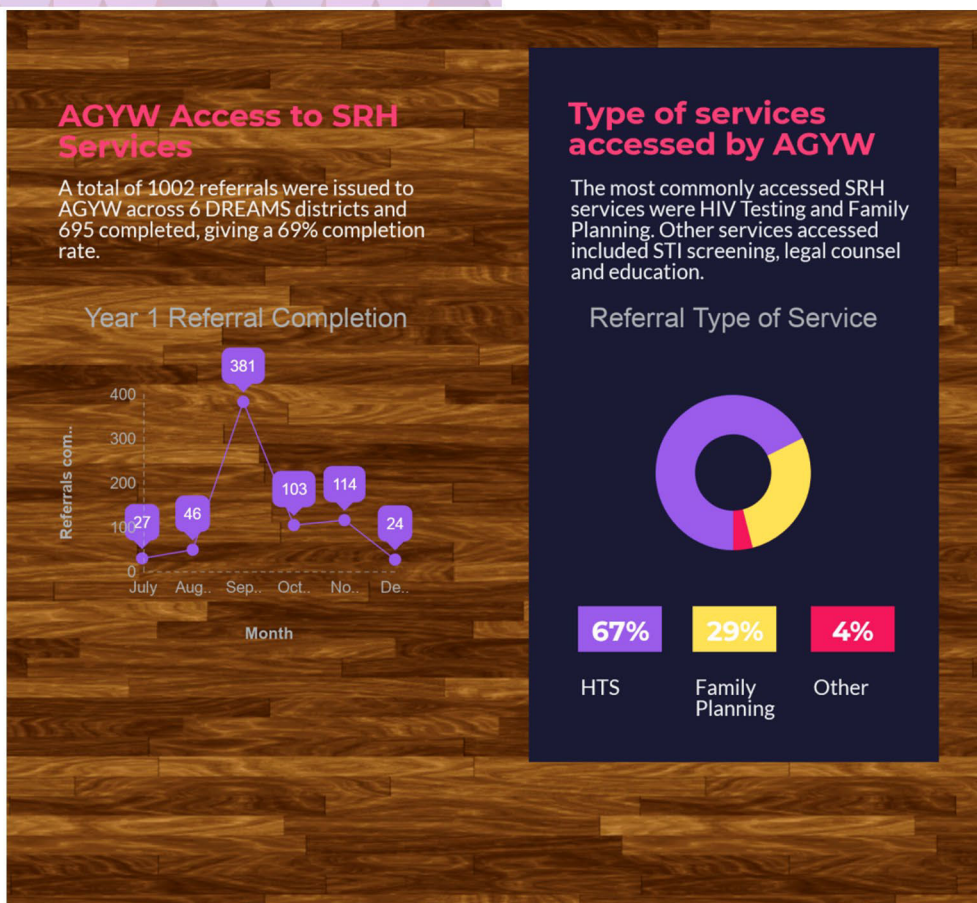 AGYW Access to SRH
Services
A total of 1002 referrals were issued to
AGYW across 6 DREAMS districts and
695 completed, giving a 69% completion
rate.
Year 1 Referral Completion
381
400
300
200
100
0
27
46
103
114
24
Referrals com..
July Aug.. Sep.. Oct.. No.. De..
Month
Type of services
accessed by AGYW
The most commonly accessed SRH
services were HIV Testing and Family
Planning. Other services accessed
included STI screening, legal counsel
and education.
Referral Type of Service
67% 29% 4%
HTS Family Other
Planning